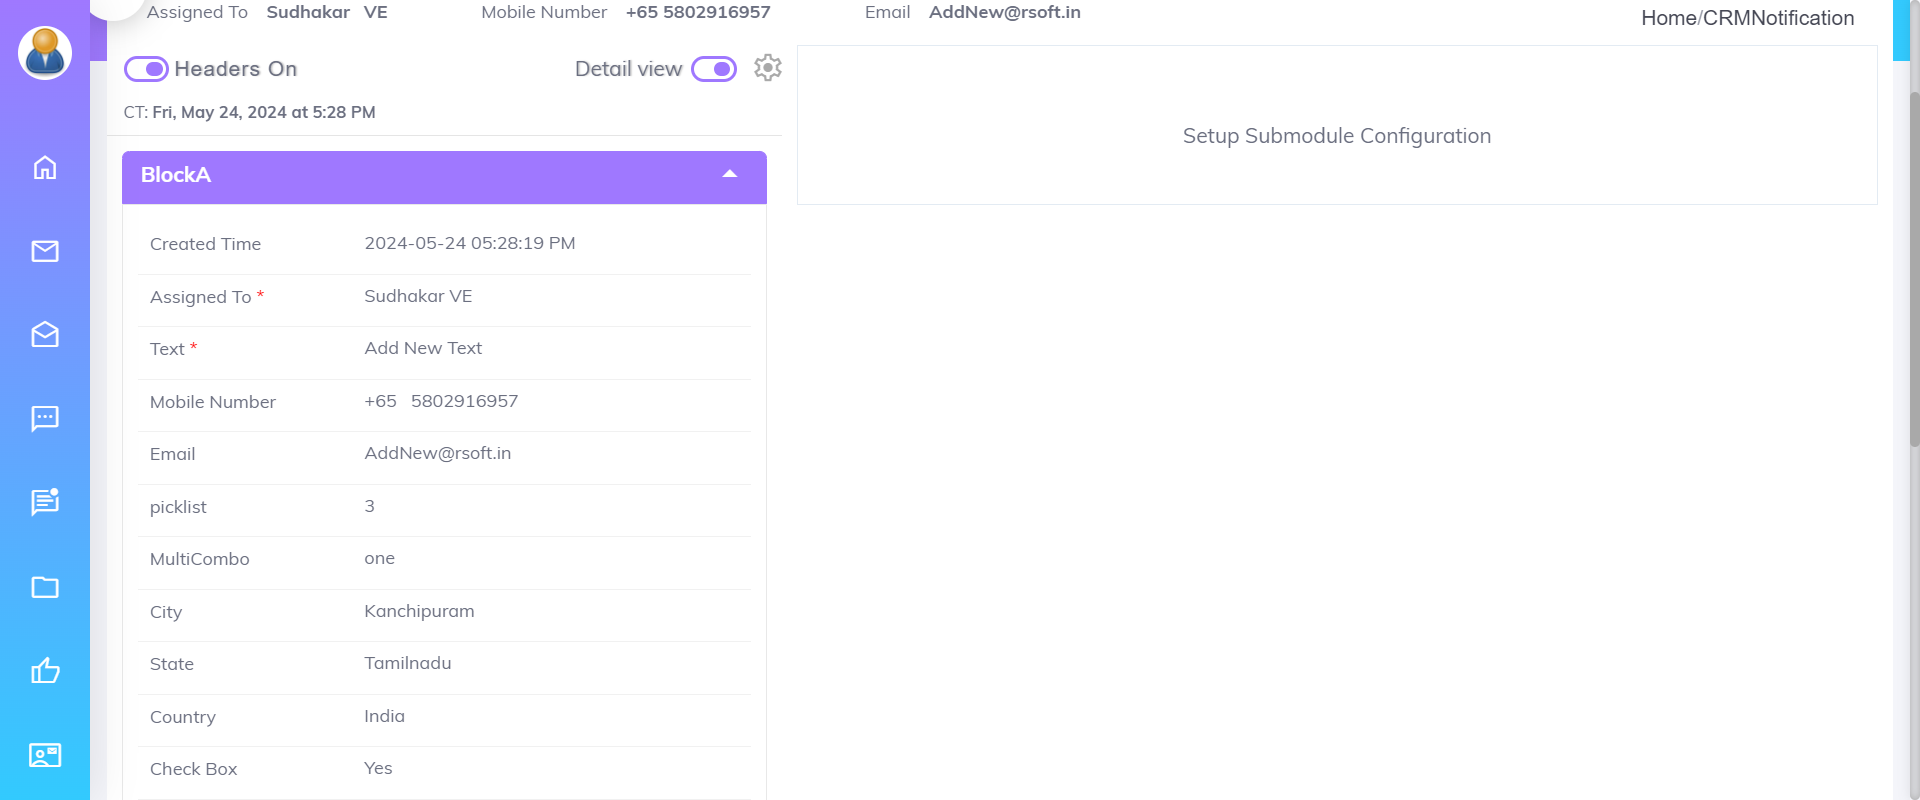 Assigned To Sudhakar VE Mobile Number +65 5802916957 Email AddNew@rsoft.in
Home/CRMNotification
Headers On Detail view
CT: Fri, May 24, 2024 at 5:28 PM
Setup Submodule Configuration
BlockA
Created Time 2024-05-24 05:28:19 PM
Assigned To * Sudhakar VE
Text * Add New Text
Mobile Number +65 5802916957
Email AddNew@rsoft.in
picklist 3
MultiCombo one
City Kanchipuram
State Tamilnadu
Country India
Check Box Yes